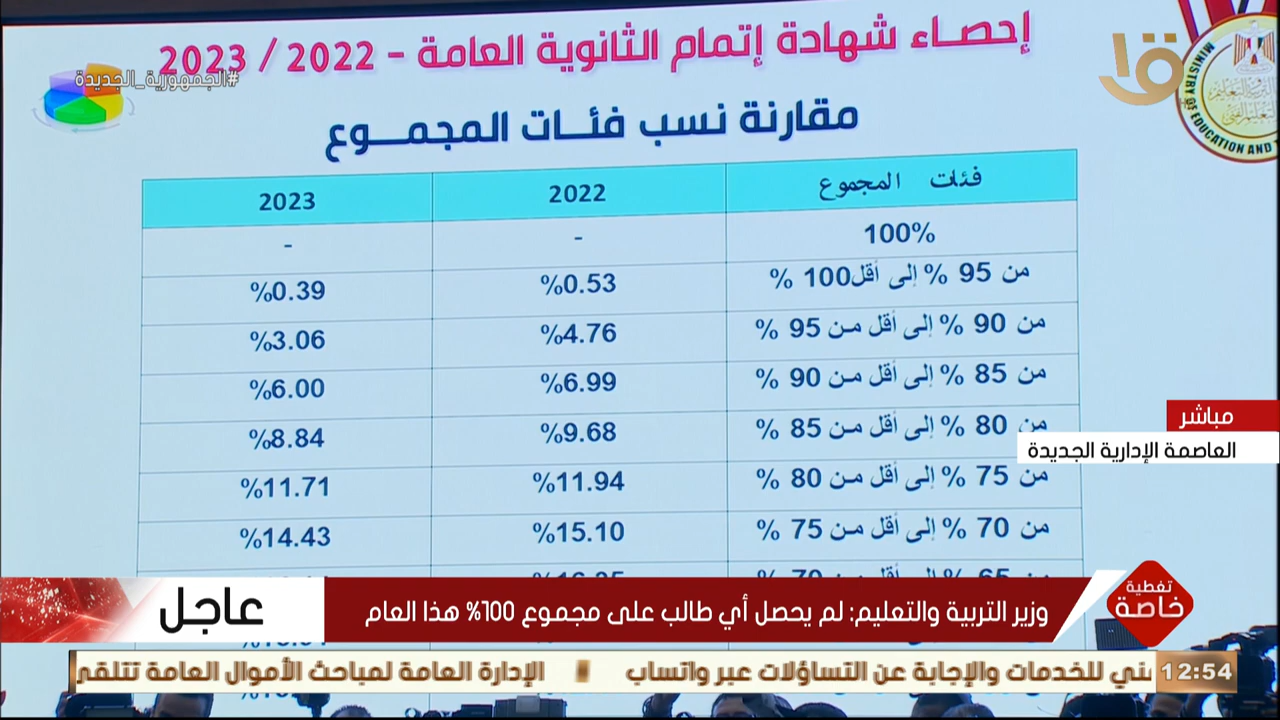 إحصاء شهادة إتمام الثانوية العامة - 2022 / 2023
#الجمهورية_الجديدة
MINISTRY OF EDUCATION AND
مقارنة نسب فئات المجموع
فئات المجموع 2022 2023
100% - -
من 95 % إلى أقل100 % %0.53 %0.39
من 90 % إلى أقل من 95 % %4.76 %3.06
من 85 % إلى أقل من 90 % %6.99 %6.00
من 80 % إلى أقل من 85 % %9.68 %8.84
من 75 % إلى أقل من 80 % %11.94 %11.71
من 70 % إلى أقل من 75 % %15.10 %14.43
مباشر
العاصمة الإدارية الجديدة
تغطية
خاصة
وزير التربية والتعليم: لم يحصل أي طالب على مجموع 100% هذا العام
عاجل
12:54
للخدمات والإجابة عن التساؤلات عبر واتساب الإدارة العامة لمباحث الأموال العامة تتلقى